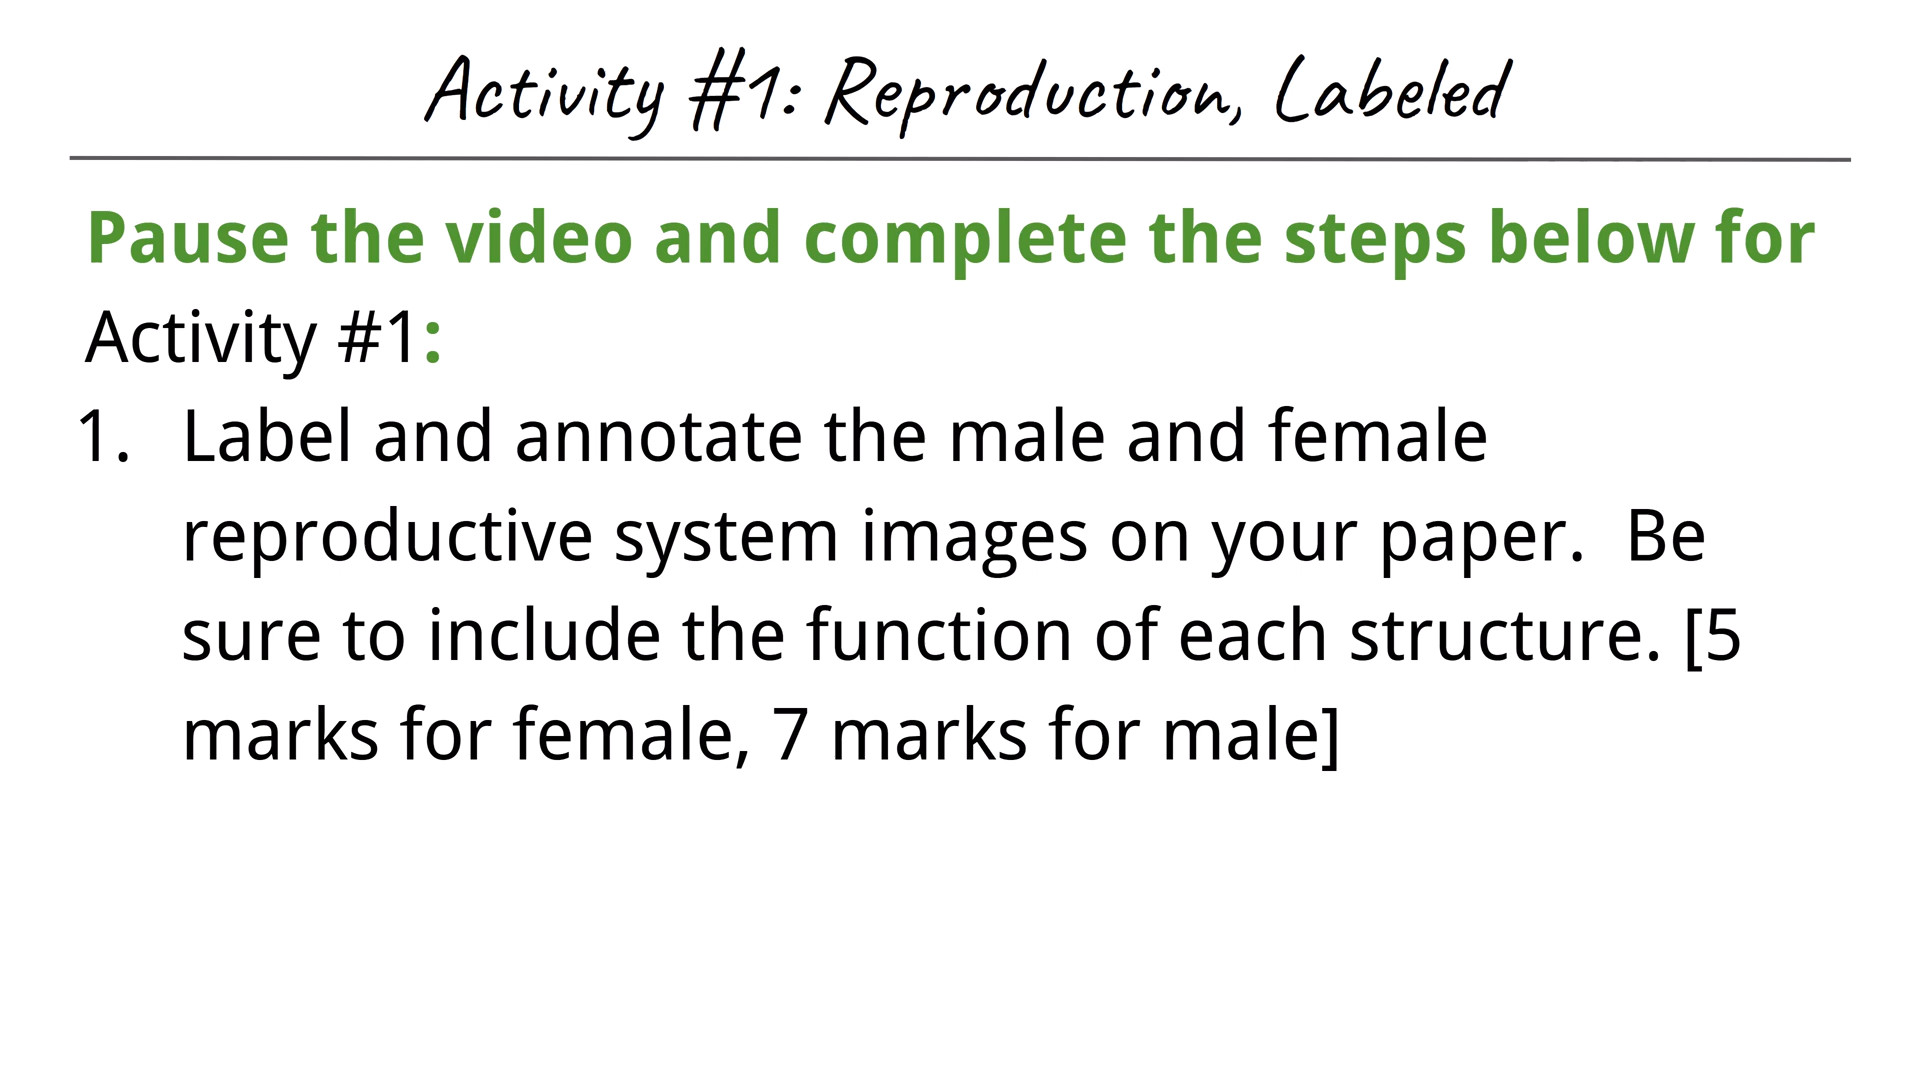 Activity #1: Reproduction, Labeled
Pause the video and complete the steps below for
Activity #1:
1. Label and annotate the male and female
reproductive system images on your paper.  Be
sure to include the function of each structure. [5
marks for female, 7 marks for male]